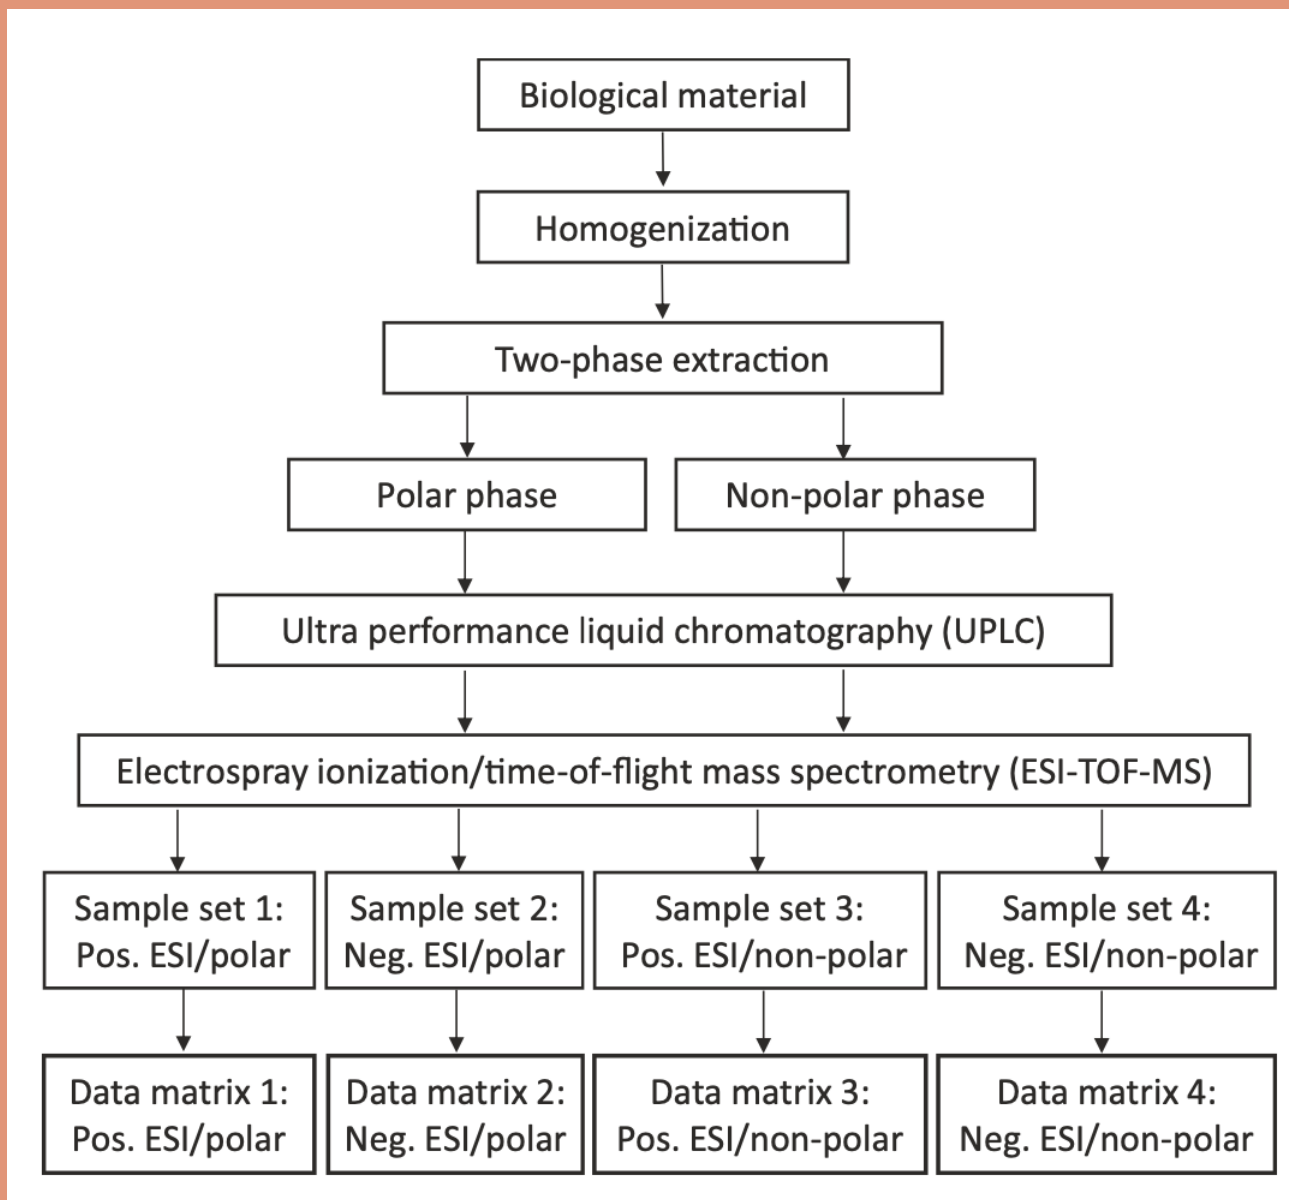 Biological material
Homogenization
Two-phase extraction
Polar phase
Non-polar phase
Ultra performance liquid chromatography (UPLC)
Electrospray ionization/time-of-flight mass spectrometry (ESI-TOF-MS)
Sample set 1:
Pos. ESI/polar
Sample set 2:
Neg. ESI/polar
Sample set 3:
Pos. ESI/non-polar
Sample set 4:
Neg. ESI/non-polar
Data matrix 1:
Pos. ESI/polar
Data matrix 2:
Neg. ESI/polar
Data matrix 3:
Pos. ESI/non-polar
Data matrix 4:
Neg. ESI/non-polar